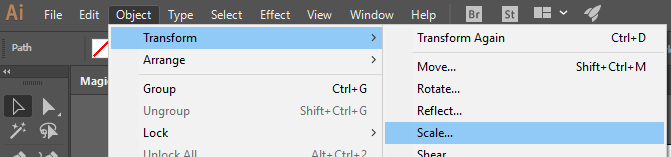 Ai File Edit Object Type Select Effect View Window Help Br St
Path Transform > Transform Again Ctrl+D
Arrange > Move... Shift+Ctrl+M
Magic Group Ctrl+G Rotate...
Ungroup Shift+Ctrl+G Reflect...
Lock > Scale...
Unlock All Alt+Ctrl+2 Shear